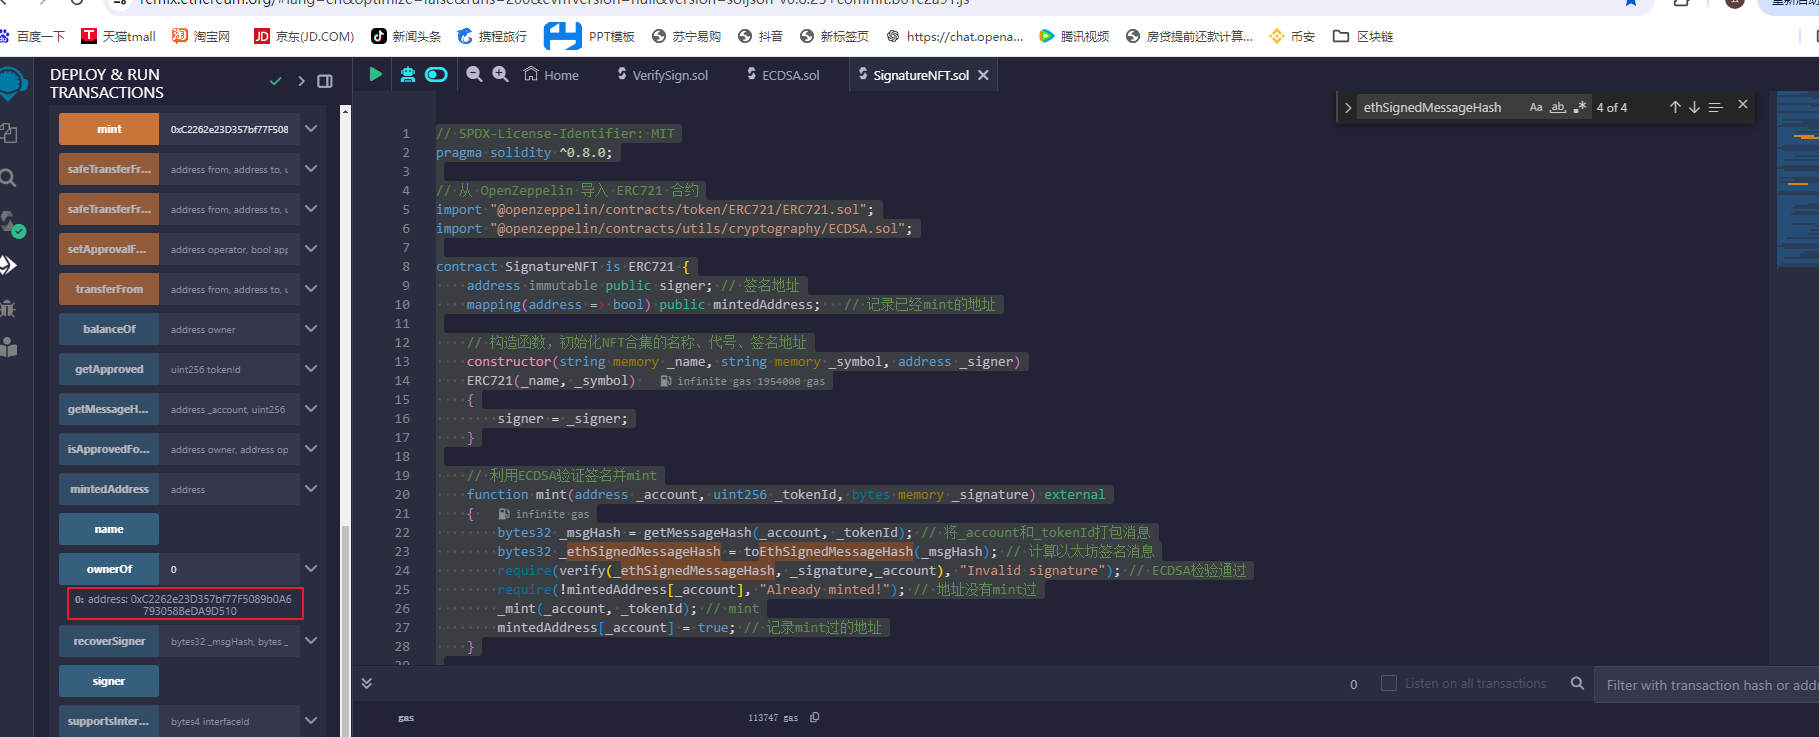 remix.ethereum.org/#lang=en&optimize=false&runs=200&evmVersion=null&version=soljson-v0.8.29+commit.b61c2a91.js
重新启动
百度一下 天猫tmall 淘宝网 京东(JD.COM) 新闻头条 携程旅行 PPT模板 苏宁易购 抖音 新标签页 https://chat.opena... 腾讯视频 房贷提前还款计算... 币安 区块链
DEPLOY & RUN
TRANSACTIONS
Home VerifySign.sol ECDSA.sol SignatureNFT.sol
ethSignedMessageHash Aa ab 4 of 4
mint 0xC2262e23D357bf77F508
safeTransferFr... address from, address to, u
safeTransferFr... address from, address to, u
setApprovalF... address operator, bool app
transferFrom address from, address to, u
balanceOf address owner
getApproved uint256 tokenId
getMessageH... address _account, uint256
isApprovedFo... address owner, address op
mintedAddress address
name
ownerOf 0
0: address: 0xC2262e23D357bf77F5089b0A6
793058BeDA9D510
recoverSigner bytes32 _msgHash, bytes _
signer
supportsInter... bytes4 interfaceId
1 // SPDX-License-Identifier: MIT
2 pragma solidity ^0.8.0;
3
4 // 从 OpenZeppelin 导入 ERC721 合约
5 import "@openzeppelin/contracts/token/ERC721/ERC721.sol";
6 import "@openzeppelin/contracts/utils/cryptography/ECDSA.sol";
7
8 contract SignatureNFT is ERC721 {
9 address immutable public signer; // 签名地址
10 mapping(address => bool) public mintedAddress; // 记录已经mint的地址
11
12 // 构造函数，初始化NFT合集的名称、代号、签名地址
13 constructor(string memory _name, string memory _symbol, address _signer)
14 ERC721(_name, _symbol) infinite gas 1954000 gas
15 {
16 signer = _signer;
17 }
18
19 // 利用ECDSA验证签名并mint
20 function mint(address _account, uint256 _tokenId, bytes memory _signature) external
21 { infinite gas
22 bytes32 _msgHash = getMessageHash(_account, _tokenId); // 将_account和_tokenId打包消息
23 bytes32 _ethSignedMessageHash = toEthSignedMessageHash(_msgHash); // 计算以太坊签名消息
24 require(verify(_ethSignedMessageHash, _signature,_account), "Invalid signature"); // ECDSA检验通过
25 require(!mintedAddress[_account], "Already minted!"); // 地址没有mint过
26 _mint(_account, _tokenId); // mint
27 mintedAddress[_account] = true; // 记录mint过的地址
28 }
0 Listen on all transactions Filter with transaction hash or addr
gas 113747 gas